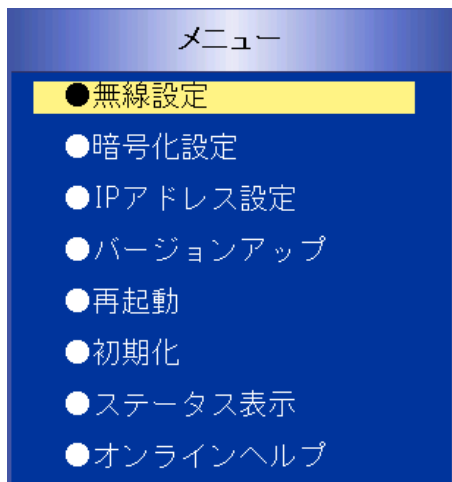 メニュー
●無線設定
●暗号化設定
●IPアドレス設定
●バージョンアップ
●再起動
●初期化
●ステータス表示
●オンラインヘルプ